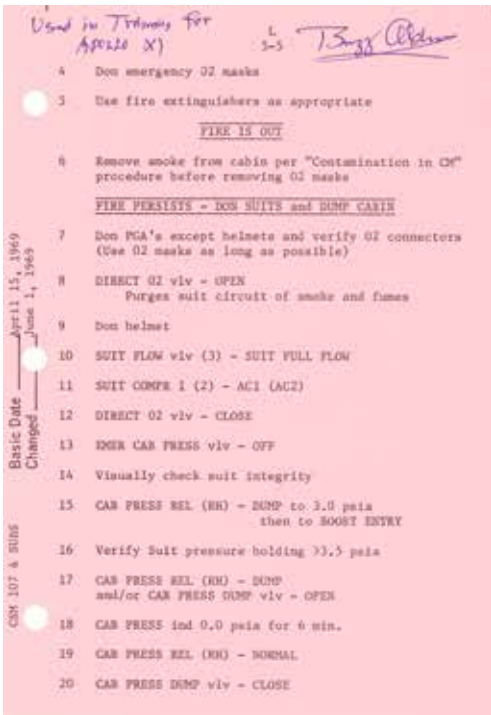 Used in Training for
Apollo XI
L
5-5
Buzz Aldrin
4 Don emergency O2 masks
5 Use fire extinguishers as appropriate
FIRE IS OUT
6 Remove smoke from cabin per "Contamination in CM"
procedure before removing O2 masks
FIRE PERSISTS - DON SUITS and DUMP CABIN
7 Don PGA's except helmets and verify O2 connectors
(Use O2 masks as long as possible)
8 DIRECT O2 vlv - OPEN
Purges suit circuit of smoke and fumes
9 Don helmet
10 SUIT FLOW vlv (3) - SUIT FULL FLOW
11 SUIT COMPR 1 (2) - AC1 (AC2)
12 DIRECT O2 vlv - CLOSE
13 EMER CAB PRESS vlv - OFF
14 Visually check suit integrity
15 CAB PRESS REL (RH) - DUMP to 3.0 psia
then to BOOST ENTRY
16 Verify Suit pressure holding >3.5 psia
17 CAB PRESS REL (RH) - DUMP
and/or CAB PRESS DUMP vlv - OPEN
18 CAB PRESS ind 0.0 psia for 6 min.
19 CAB PRESS REL (RH) - NORMAL
20 CAB PRESS DUMP vlv - CLOSE
CSM 107 & SUBS
Basic Date April 15, 1969
Changed June 1, 1969